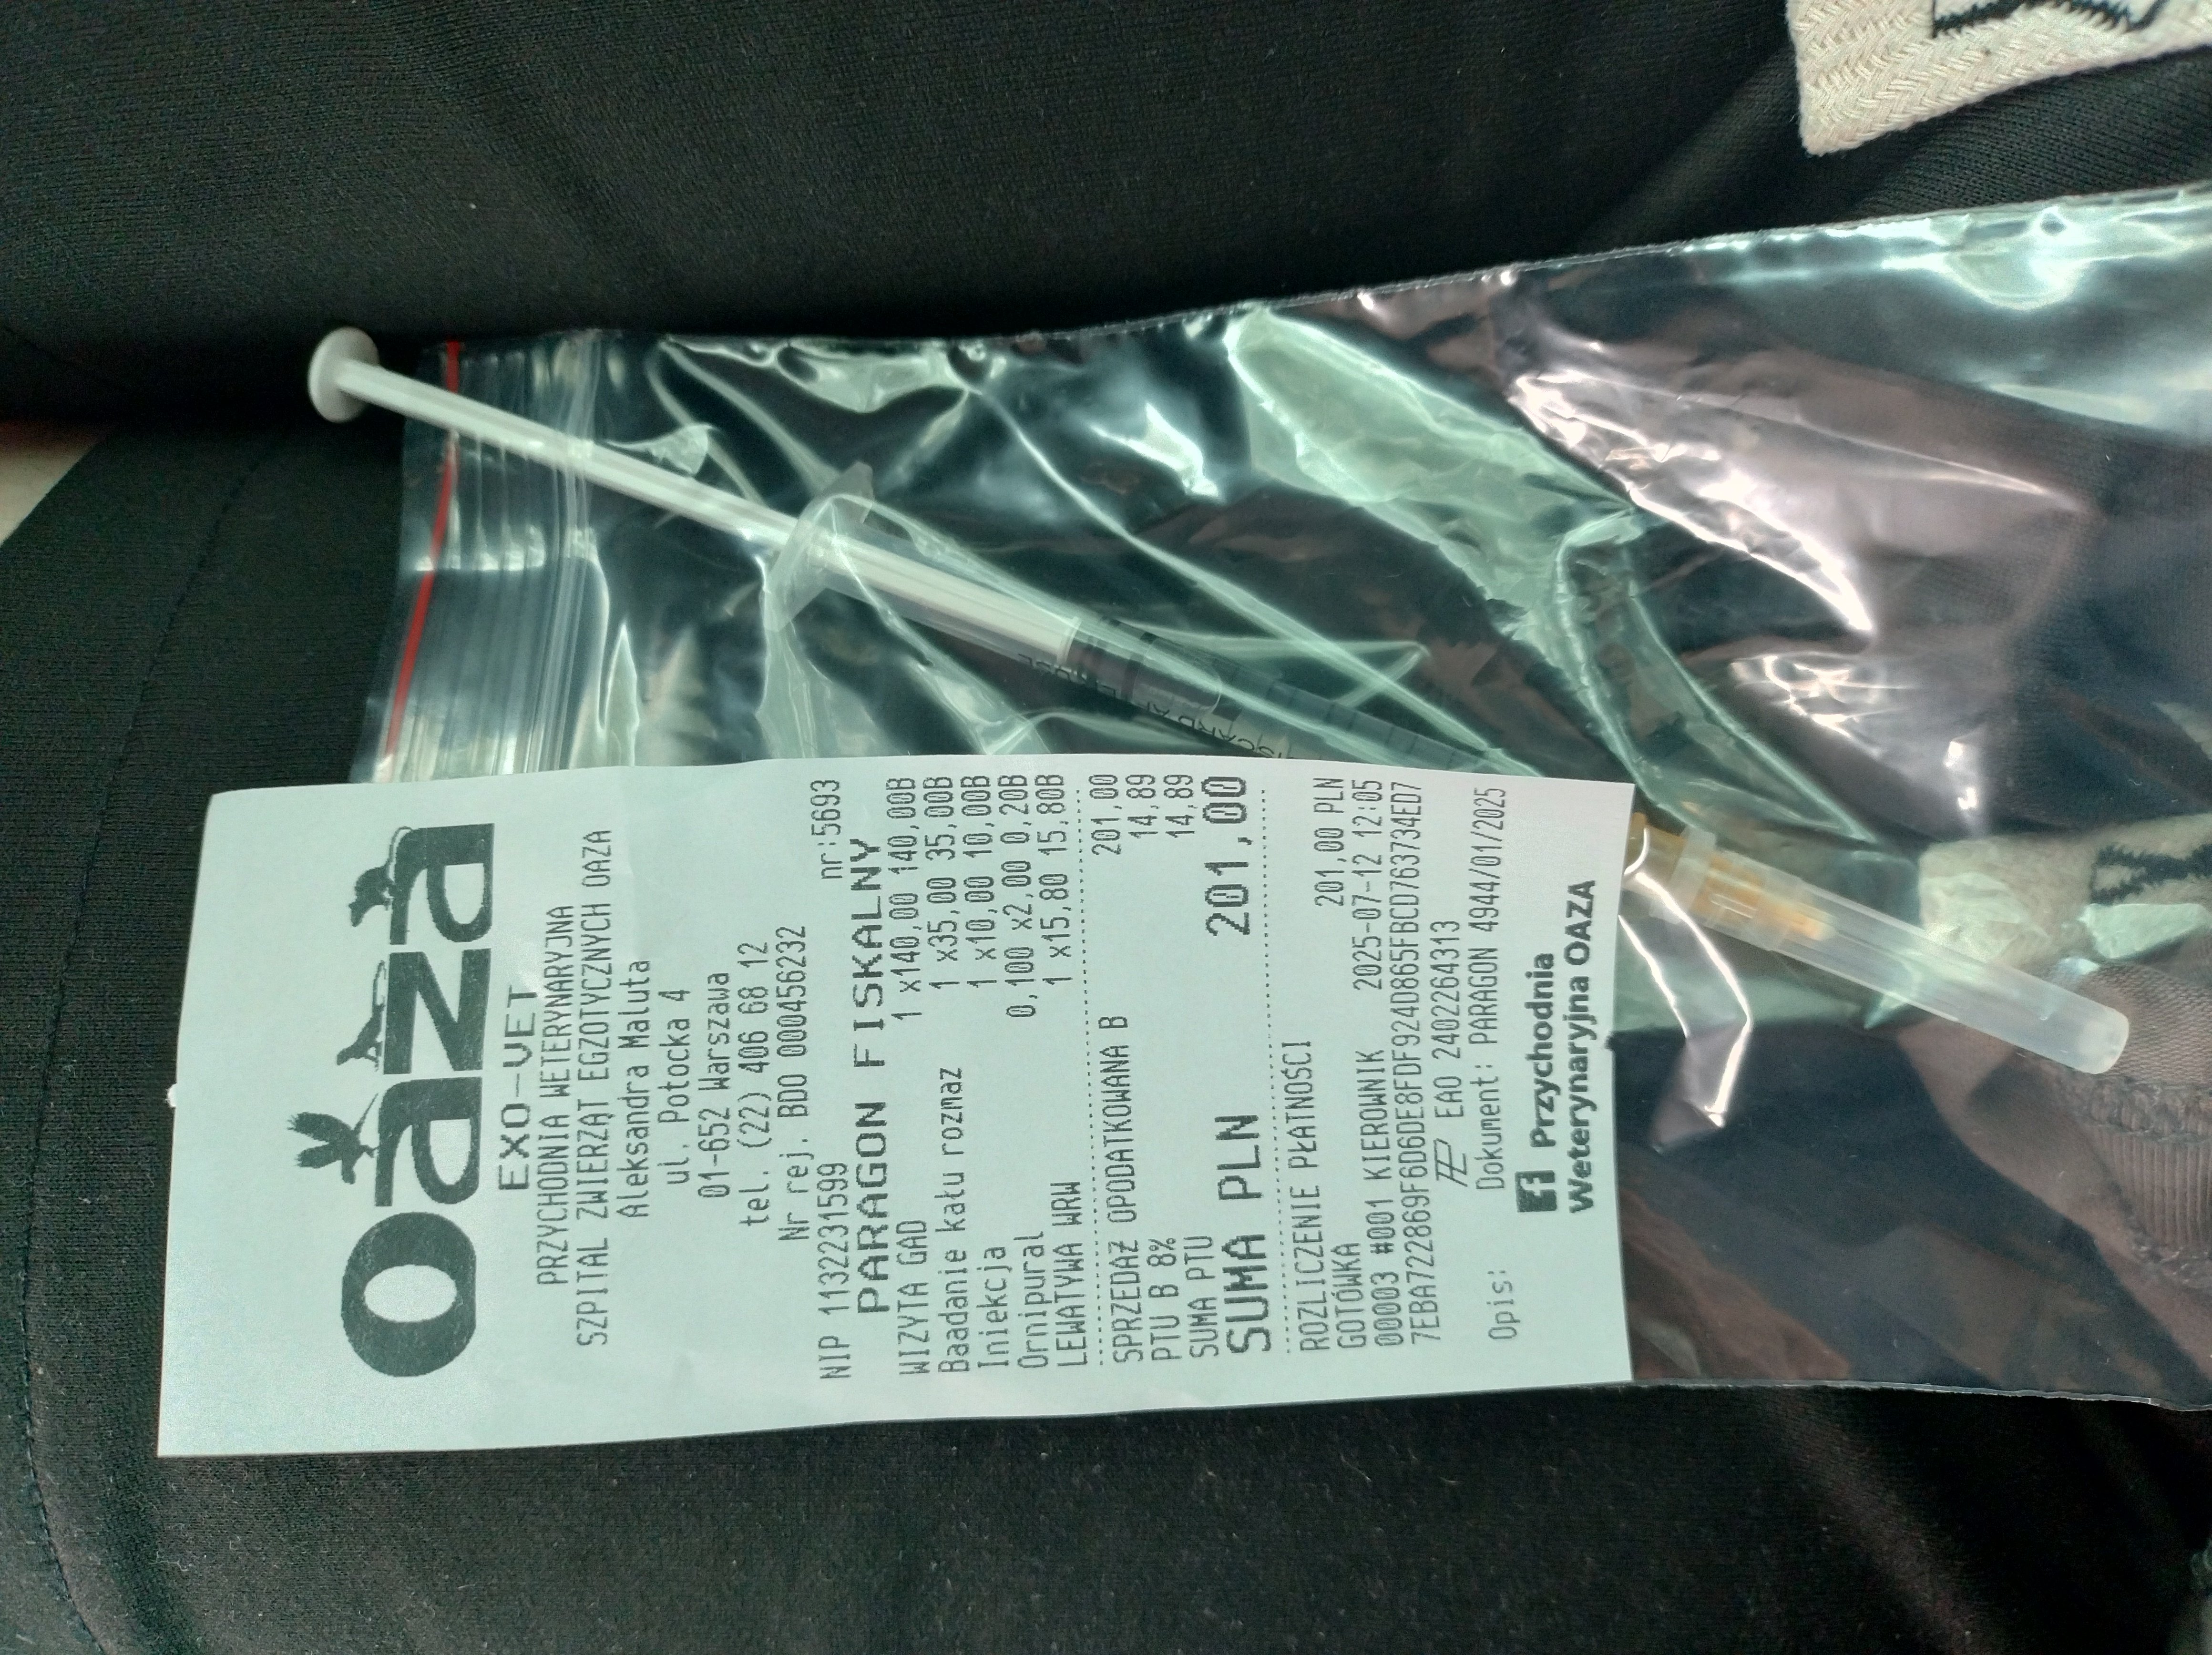 oaza
EXO-VET
PRZYCHODNIA WETERYNARYJNA
SZPITAL ZWIERZĄT EGZOTYCZNYCH OAZA
Aleksandra Maluta
ul. Potocka 4
01-652 Warszawa
tel. (22) 406 68 12
Nr rej. BDO 000456232
NIP 1132231599 nr:5693
PARAGON FISKALNY
WIZYTA GAD 1 x140,00 140,00B
Baadanie kału rozmaz 1 x35,00 35,00B
Iniekcja 1 x10,00 10,00B
Ornipural 0,100 x2,00 0,20B
LEWATYWA WRW 1 x15,80 15,80B
SPRZEDAŻ OPODATKOWANA B 201,00
PTU B 8% 14,89
SUMA PTU 14,89
SUMA PLN 201,00
ROZLICZENIE PŁATNOŚCI
GOTÓWKA 201,00 PLN
00003 #001 KIEROWNIK 2025-07-12 12:05
7EBA722869F6D6DE8FDF924D865FBCD763734ED7
EAO 2402264313
Opis: Dokument: PARAGON 4944/01/2025
f Przychodnia
Weterynaryjna OAZA